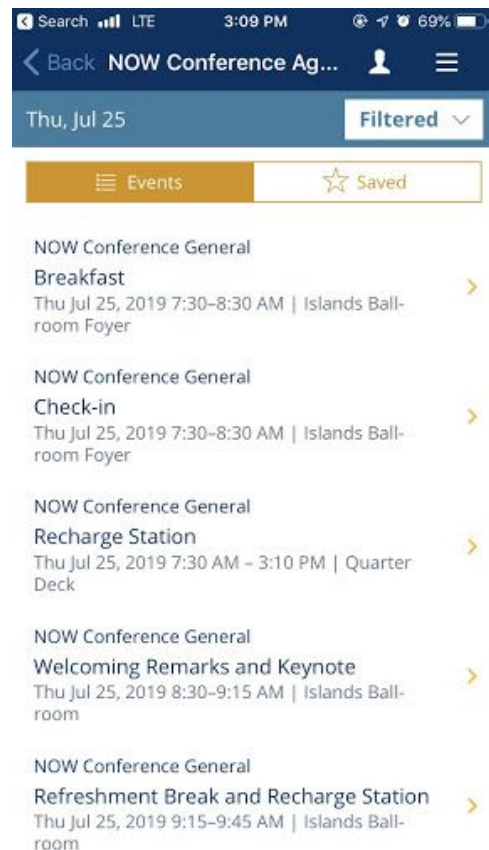 Search LTE 3:09 PM 69%
Back NOW Conference Ag...
Thu, Jul 25 Filtered
Events Saved
NOW Conference General
Breakfast
Thu Jul 25, 2019 7:30–8:30 AM | Islands Ball-
room Foyer
NOW Conference General
Check-in
Thu Jul 25, 2019 7:30–8:30 AM | Islands Ball-
room Foyer
NOW Conference General
Recharge Station
Thu Jul 25, 2019 7:30 AM – 3:10 PM | Quarter
Deck
NOW Conference General
Welcoming Remarks and Keynote
Thu Jul 25, 2019 8:30–9:15 AM | Islands Ball-
room
NOW Conference General
Refreshment Break and Recharge Station
Thu Jul 25, 2019 9:15–9:45 AM | Islands Ball-
room